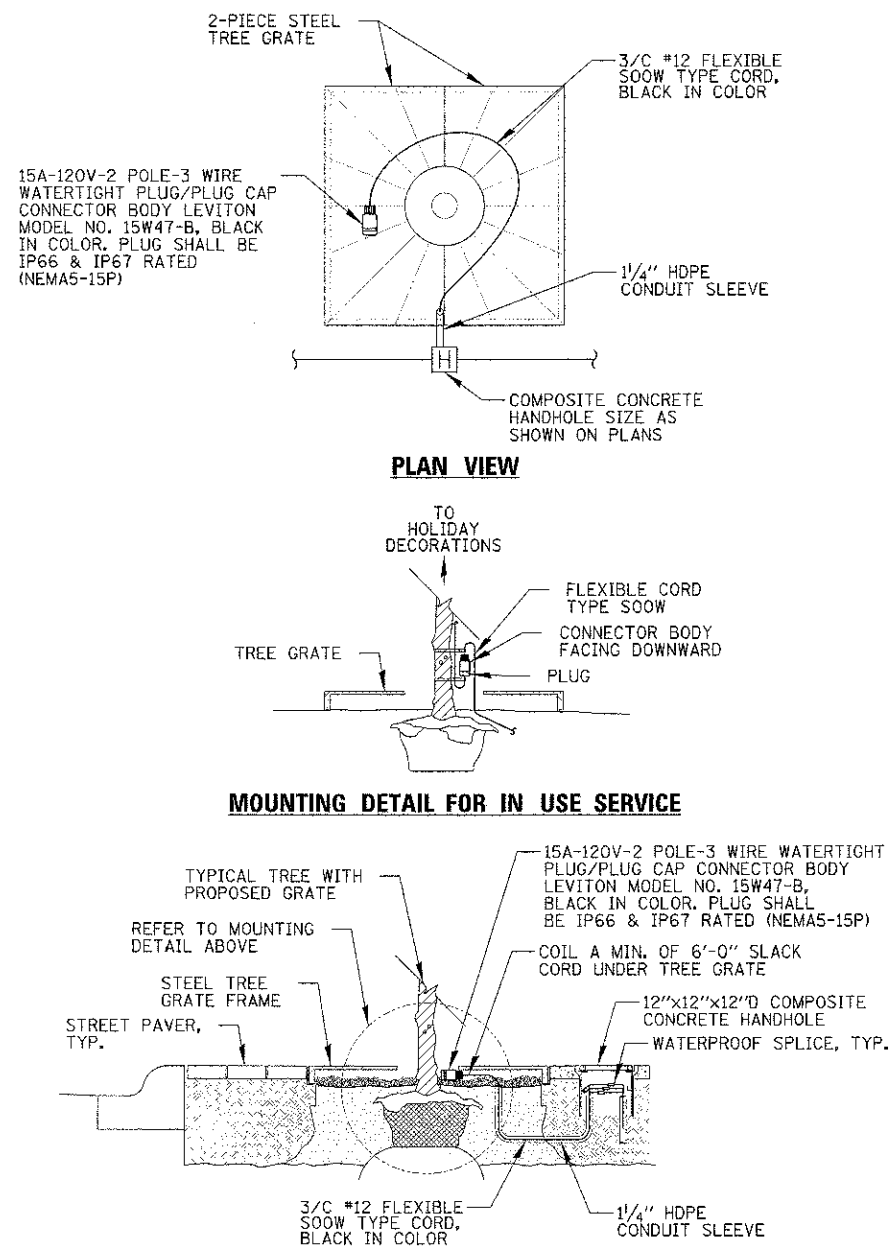 2-PIECE STEEL
TREE GRATE
3/C #12 FLEXIBLE
SOOW TYPE CORD,
BLACK IN COLOR
15A-120V-2 POLE-3 WIRE
WATERTIGHT PLUG/PLUG CAP
CONNECTOR BODY LEVITON
MODEL NO. 15W47-B, BLACK
IN COLOR. PLUG SHALL BE
IP66 & IP67 RATED
(NEMA5-15P)
1 1/4" HDPE
CONDUIT SLEEVE
H
COMPOSITE CONCRETE
HANDHOLE SIZE AS
SHOWN ON PLANS
PLAN VIEW
TO
HOLIDAY
DECORATIONS
FLEXIBLE CORD
TYPE SOOW
CONNECTOR BODY
FACING DOWNWARD
PLUG
TREE GRATE
MOUNTING DETAIL FOR IN USE SERVICE
15A-120V-2 POLE-3 WIRE WATERTIGHT
PLUG/PLUG CAP CONNECTOR BODY
LEVITON MODEL NO. 15W47-B,
BLACK IN COLOR. PLUG SHALL
BE IP66 & IP67 RATED (NEMA5-15P)
TYPICAL TREE WITH
PROPOSED GRATE
REFER TO MOUNTING
DETAIL ABOVE
COIL A MIN. OF 6'-0" SLACK
CORD UNDER TREE GRATE
STEEL TREE
GRATE FRAME
12"x12"x12"D COMPOSITE
CONCRETE HANDHOLE
STREET PAVER,
TYP.
WATERPROOF SPLICE, TYP.
3/C #12 FLEXIBLE
SOOW TYPE CORD,
BLACK IN COLOR
1 1/4" HDPE
CONDUIT SLEEVE